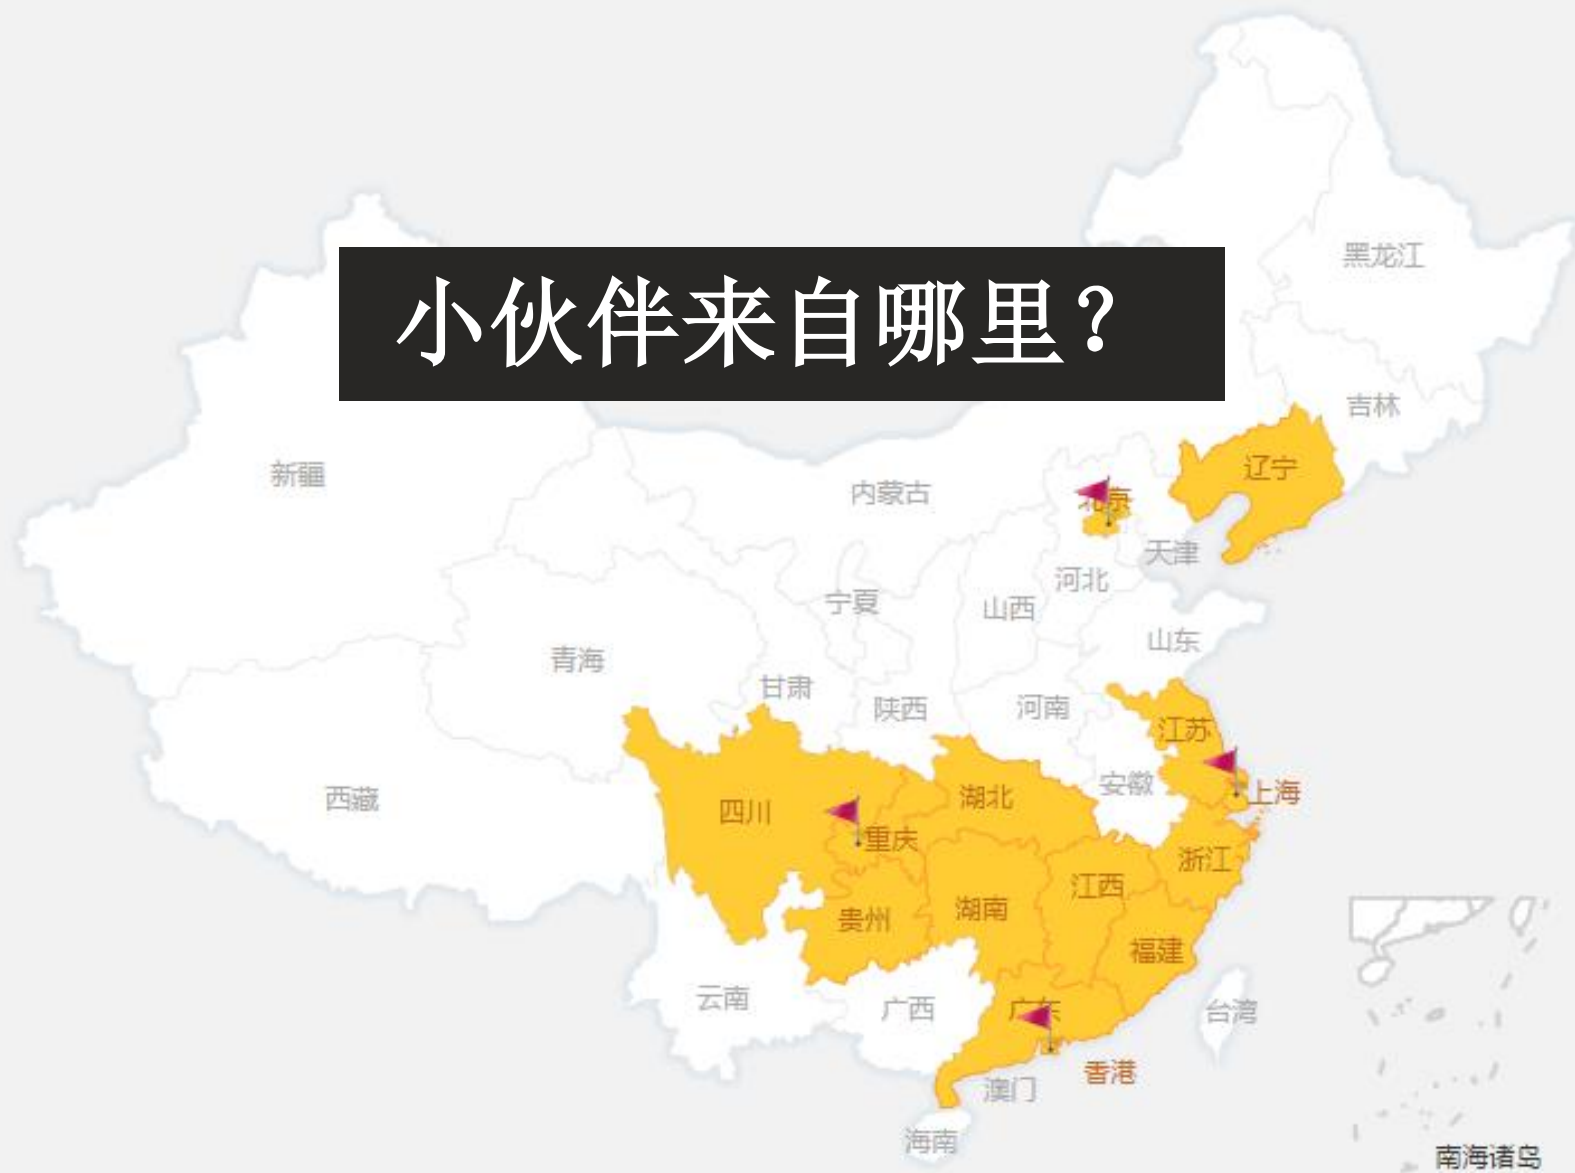 黑龙江
小伙伴来自哪里？
吉林
辽宁
新疆
内蒙古
北京
天津
河北
宁夏
山西
山东
青海
甘肃
陕西
河南
江苏
西藏
四川
湖北
安徽
上海
重庆
浙江
江西
贵州
湖南
福建
云南
广西
广东
台湾
香港
澳门
海南
南海诸岛